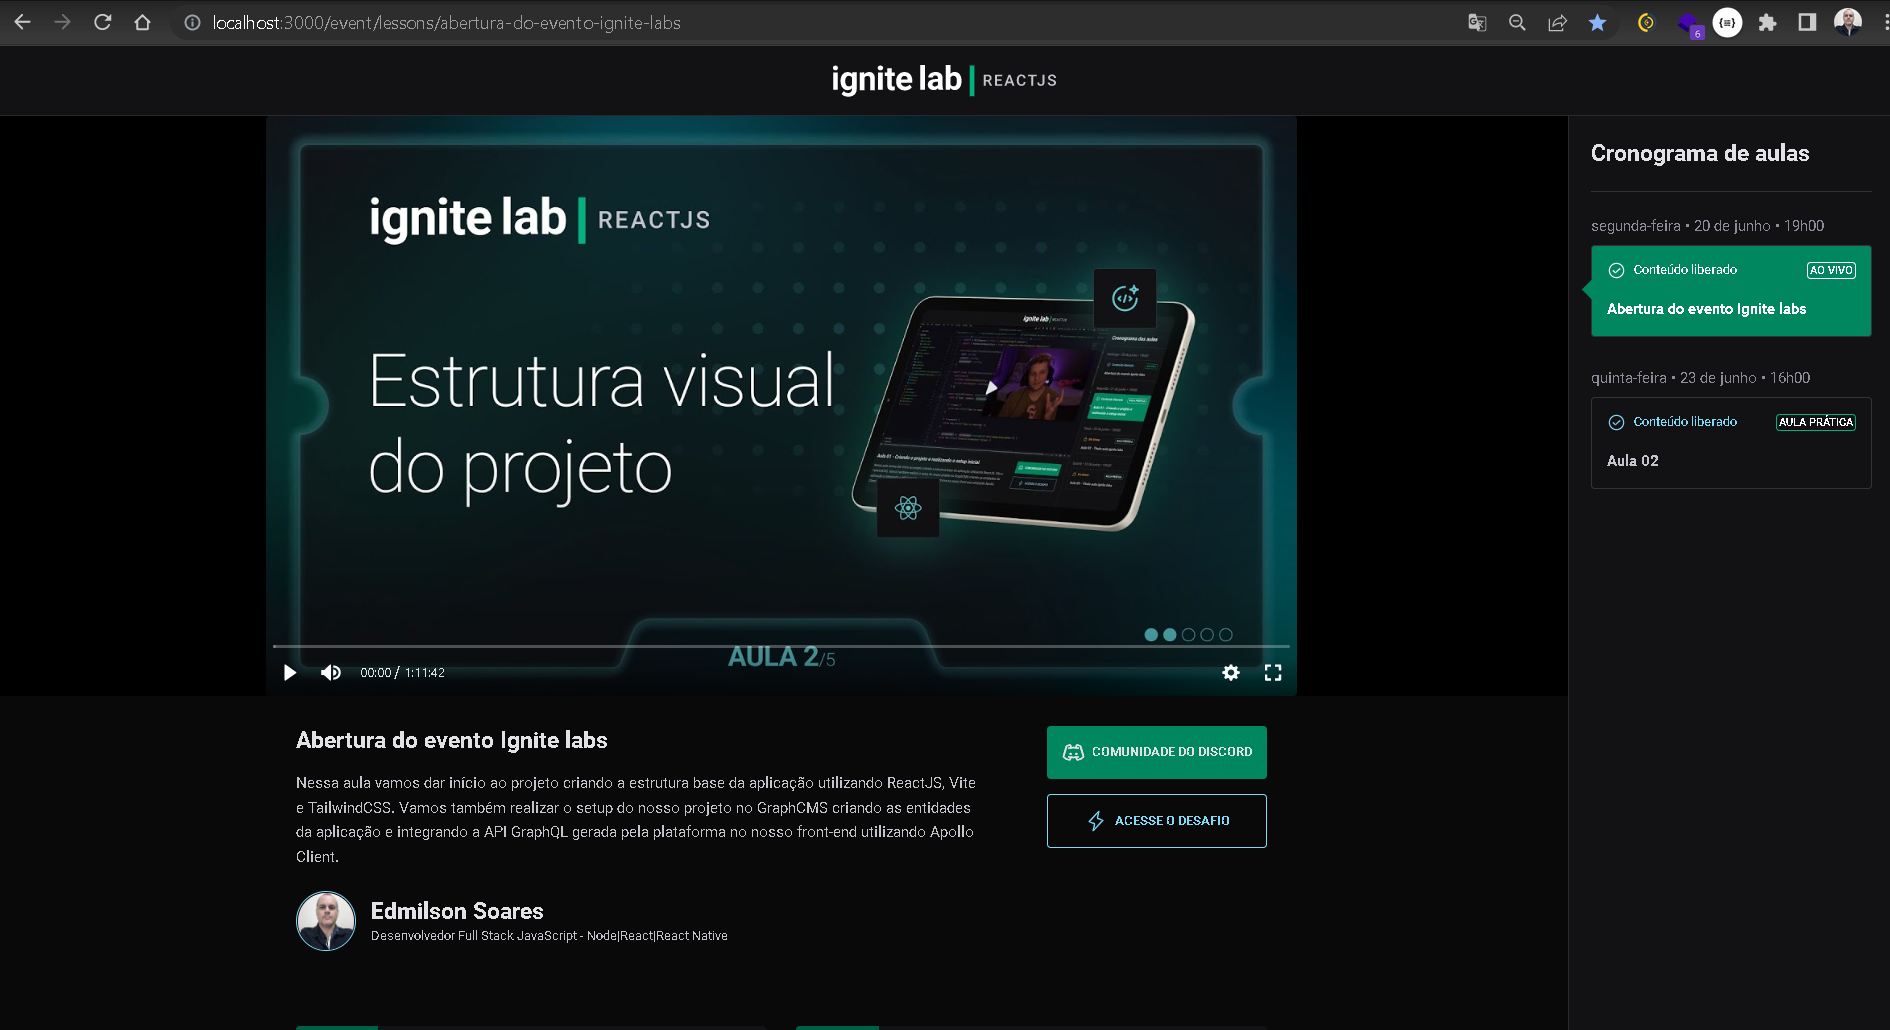 localhost:3000/event/lessons/abertura-do-evento-ignite-labs
6
ignite lab | REACTJS
ignite lab | REACTJS
Estrutura visual
do projeto
ignite lab
AULA 2/5
00:00 / 1:11:42
Abertura do evento Ignite labs
Nessa aula vamos dar início ao projeto criando a estrutura base da aplicação utilizando ReactJS, Vite
e TailwindCSS. Vamos também realizar o setup do nosso projeto no GraphCMS criando as entidades
da aplicação e integrando a API GraphQL gerada pela plataforma no nosso front-end utilizando Apollo
Client.
Edmilson Soares
Desenvolvedor Full Stack JavaScript - Node|React|React Native
COMUNIDADE DO DISCORD
ACESSE O DESAFIO
Cronograma de aulas
segunda-feira • 20 de junho • 19h00
Conteúdo liberado
AO VIVO
Abertura do evento Ignite labs
quinta-feira • 23 de junho • 16h00
Conteúdo liberado
AULA PRÁTICA
Aula 02